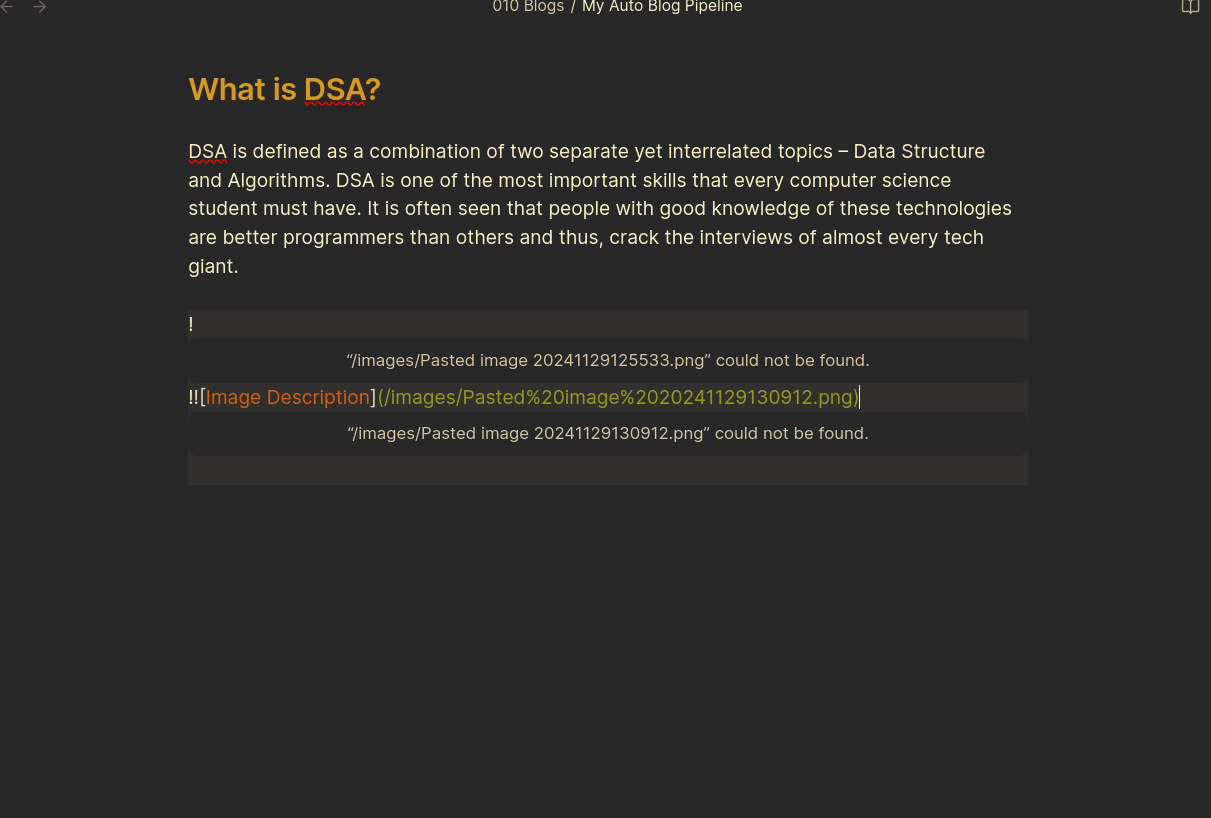 010 Blogs / My Auto Blog Pipeline
What is DSA?
DSA is defined as a combination of two separate yet interrelated topics – Data Structure
and Algorithms. DSA is one of the most important skills that every computer science
student must have. It is often seen that people with good knowledge of these technologies
are better programmers than others and thus, crack the interviews of almost every tech
giant.
!
“/images/Pasted image 20241129125533.png” could not be found.
!![Image Description](/images/Pasted%20image%2020241129130912.png)
“/images/Pasted image 20241129130912.png” could not be found.